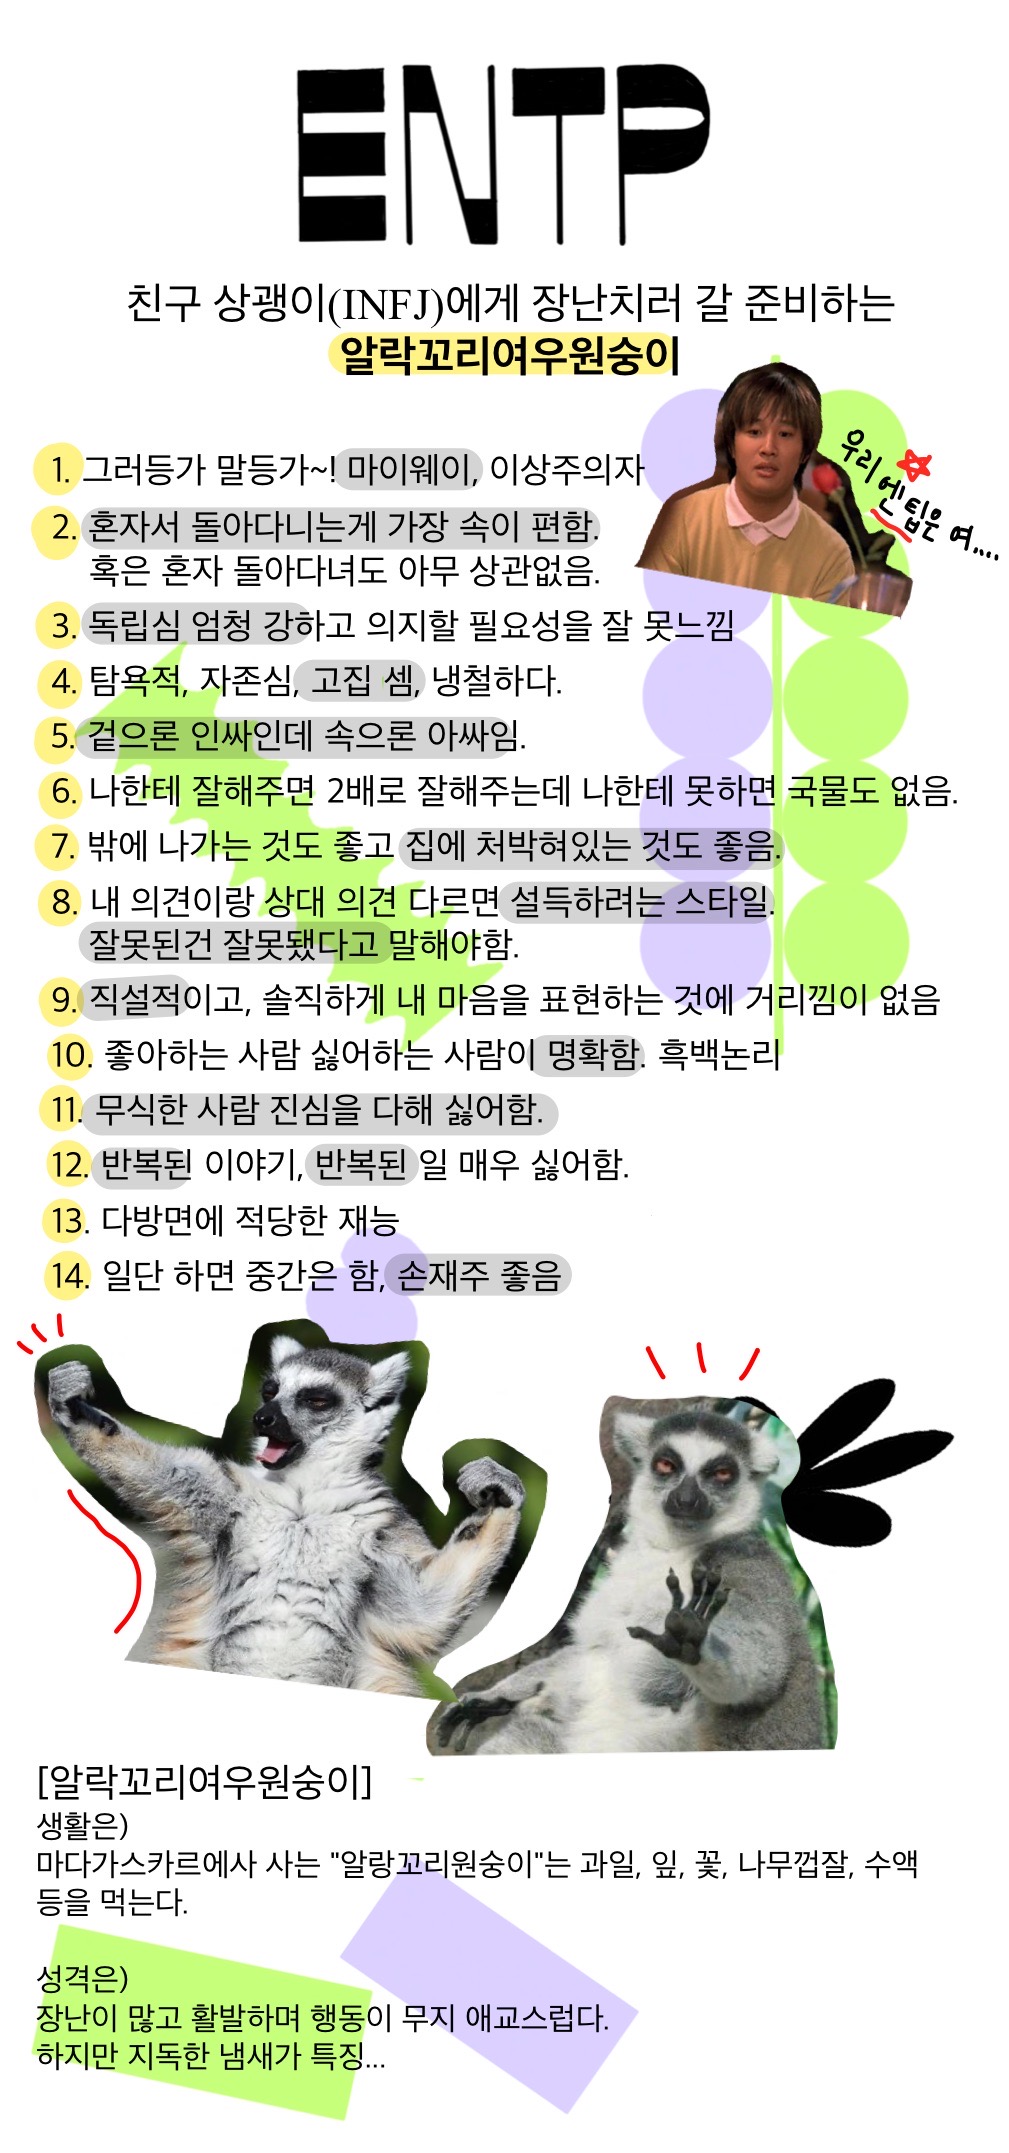 ENTP
친구 상괭이(INFJ)에게 장난치러 갈 준비하는
알락꼬리여우원숭이
우리 엔팁은 여....
1. 그러등가 말등가~! 마이웨이, 이상주의자
2. 혼자서 돌아다니는게 가장 속이 편함.
혹은 혼자 돌아다녀도 아무 상관없음.
3. 독립심 엄청 강하고 의지할 필요성을 잘 못느낌
4. 탐욕적, 자존심, 고집 셈, 냉철하다.
5. 겉으론 인싸인데 속으론 아싸임.
6. 나한테 잘해주면 2배로 잘해주는데 나한테 못하면 국물도 없음.
7. 밖에 나가는 것도 좋고 집에 처박혀있는 것도 좋음.
8. 내 의견이랑 상대 의견 다르면 설득하려는 스타일.
잘못된건 잘못됐다고 말해야함.
9. 직설적이고, 솔직하게 내 마음을 표현하는 것에 거리낌이 없음
10. 좋아하는 사람 싫어하는 사람이 명확함. 흑백논리
11. 무식한 사람 진심을 다해 싫어함.
12. 반복된 이야기, 반복된 일 매우 싫어함.
13. 다방면에 적당한 재능
14. 일단 하면 중간은 함, 손재주 좋음
[알락꼬리여우원숭이]
생활은)
마다가스카르에사 사는 "알랑꼬리원숭이"는 과일, 잎, 꽃, 나무껍잘, 수액
등을 먹는다.
성격은)
장난이 많고 활발하며 행동이 무지 애교스럽다.
하지만 지독한 냄새가 특징...